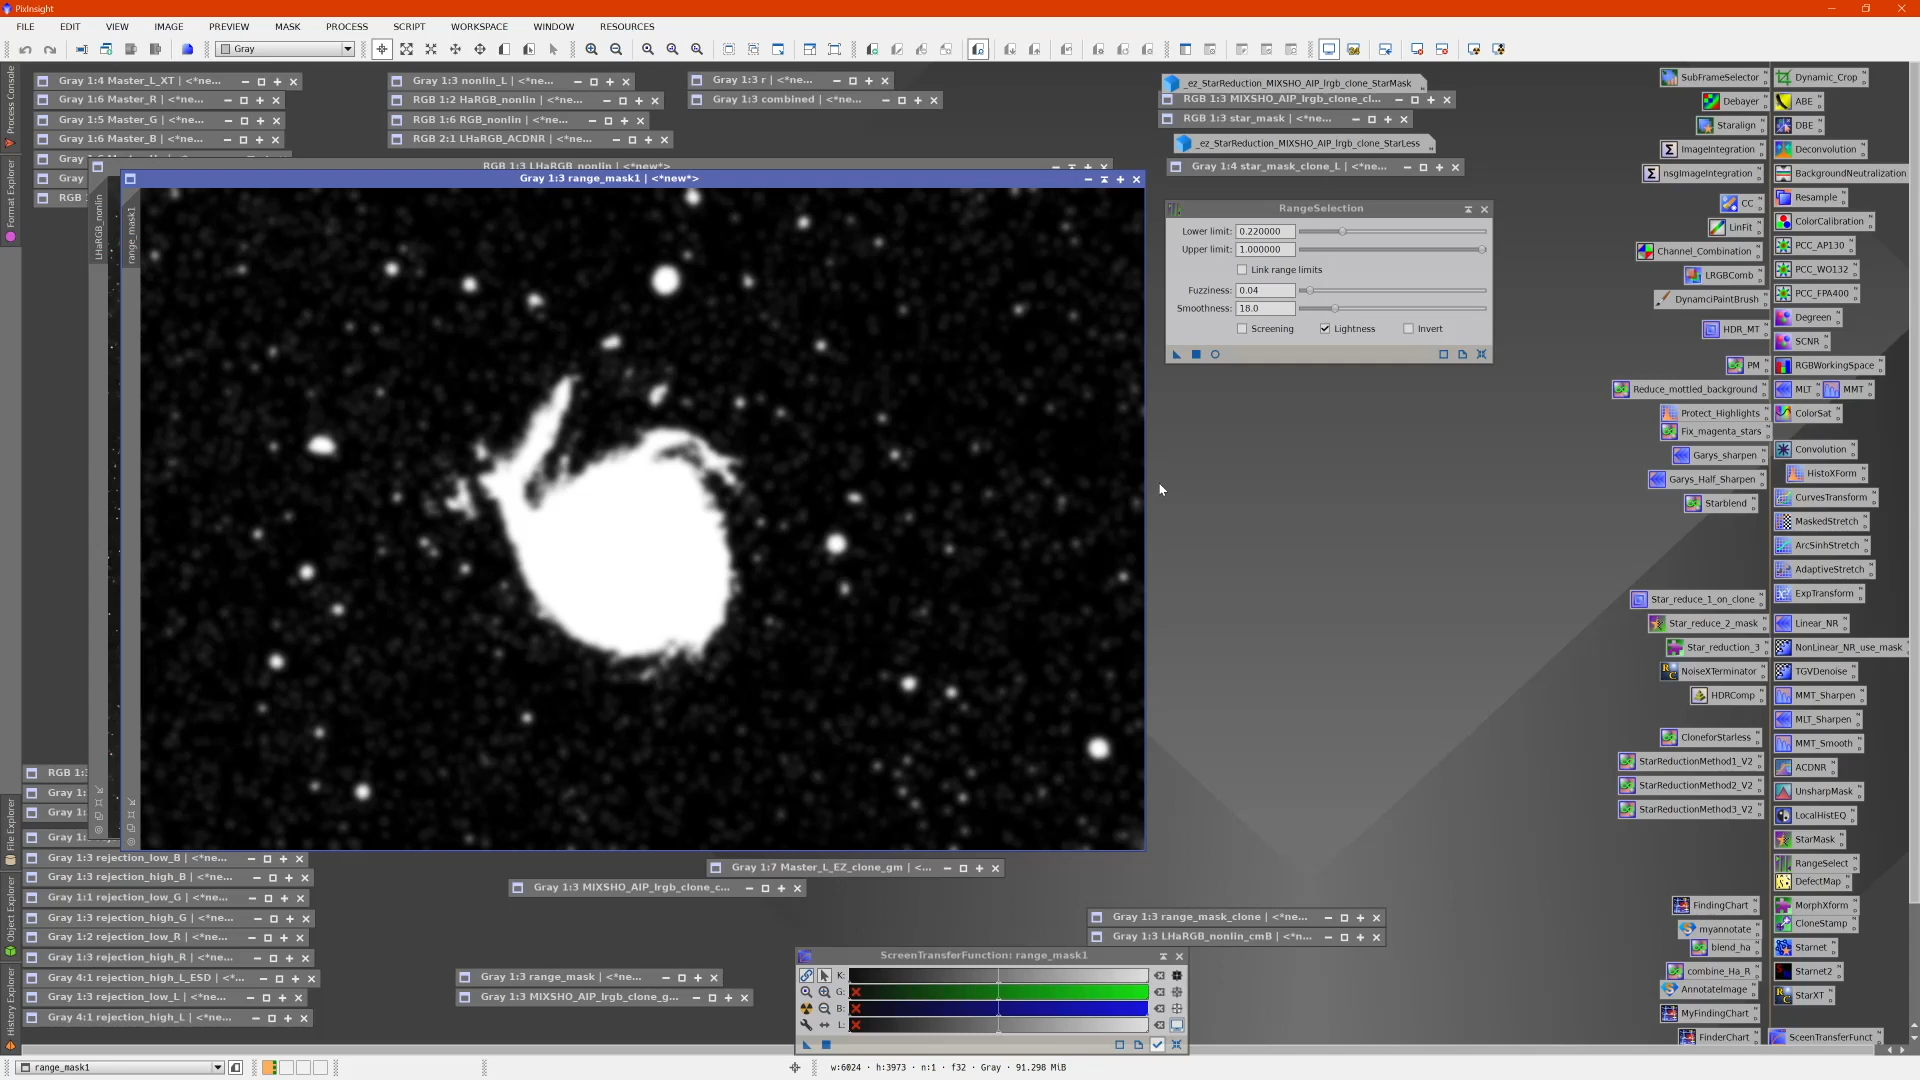 PixInsight
FILE EDIT VIEW IMAGE PREVIEW MASK PROCESS SCRIPT WORKSPACE WINDOW RESOURCES
Gray
Process Console
Format Explorer
File Explorer
Object Explorer
History Explorer
Gray 1:4 Master_L_XT | <*ne...
Gray 1:6 Master_R | <*ne...
Gray 1:5 Master_G | <*ne...
Gray 1:6 Master_B | <*ne...
Gray
RGB
Gray 1:3 nonlin_L | <*ne...
RGB 1:2 HaRGB_nonlin | <*ne...
RGB 1:6 RGB_nonlin | <*ne...
RGB 2:1 LHaRGB_ACDNR | <*ne...
Gray 1:3 r | <*ne...
Gray 1:3 combined | <*ne...
_ez_StarReduction_MIXSHO_AIP_lrgb_clone_StarMask
RGB 1:3 MIXSHO_AIP_lrgb_clone_cl...
RGB 1:3 star_mask | <*ne...
_ez_StarReduction_MIXSHO_AIP_lrgb_clone_StarLess
Gray 1:4 star_mask_clone_L | <*ne...
RGB 1:3 LHaRGB_nonlin | <*new*>
LHaRGB_nonlin
Gray 1:3 range_mask1 | <*new*>
range_mask1
RangeSelection
Lower limit: 0.220000
Upper limit: 1.000000
Link range limits
Fuzziness: 0.04
Smoothness: 18.0
Screening Lightness Invert
SubFrameSelector Dynamic_Crop
Debayer ABE
Staralign DBE
ImageIntegration Deconvolution
nsgImageIntegration BackgroundNeutralization
CC Resample
LinFit ColorCalibration
Channel_Combination PCC_AP130
LRGBComb PCC_WO132
DynamciPaintBrush PCC_FPA400
Degreen
HDR_MT SCNR
PM RGBWorkingSpace
Reduce_mottled_background MLT MMT
Protect_Highlights ColorSat
Fix_magenta_stars
Garys_sharpen Convolution
Garys_Half_Sharpen HistoXForm
Starblend CurvesTransform
MaskedStretch
ArcSinhStretch
AdaptiveStretch
Star_reduce_1_on_clone ExpTransform
Star_reduce_2_mask Linear_NR
Star_reduction_3 NonLinear_NR_use_mask
NoiseXTerminator TGVDenoise
HDRComp MMT_Sharpen
MLT_Sharpen
CloneforStarless MMT_Smooth
StarReductionMethod1_V2 ACDNR
StarReductionMethod2_V2 UnsharpMask
StarReductionMethod3_V2 LocalHistEQ
StarMask
RangeSelect
DefectMap
FindingChart MorphXform
myannotate CloneStamp
blend_ha Starnet
combine_Ha_R Starnet2
AnnotateImage StarXT
MyFindingChart
FinderChart SceenTransferFunct
RGB 1:3
Gray 1:
Gray 1:
Gray 1:
Gray 1:3 rejection_low_B | <*ne...
Gray 1:3 rejection_high_B | <*ne...
Gray 1:1 rejection_low_G | <*ne...
Gray 1:3 rejection_high_G | <*ne...
Gray 1:2 rejection_low_R | <*ne...
Gray 1:3 rejection_high_R | <*ne...
Gray 4:1 rejection_high_L_ESD | <*...
Gray 1:3 rejection_low_L | <*ne...
Gray 4:1 rejection_high_L | <*ne...
Gray 1:7 Master_L_EZ_clone_gm | <...
Gray 1:3 MIXSHO_AIP_lrgb_clone_c...
Gray 1:3 range_mask | <*ne...
Gray 1:3 MIXSHO_AIP_lrgb_clone_g...
Gray 1:3 range_mask_clone | <*ne...
Gray 1:3 LHaRGB_nonlin_cmB | <*n...
ScreenTransferFunction: range_mask1
K:
G:
B:
L:
range_mask1
w:6024 · h:3973 · n:1 · f32 · Gray · 91.298 MiB